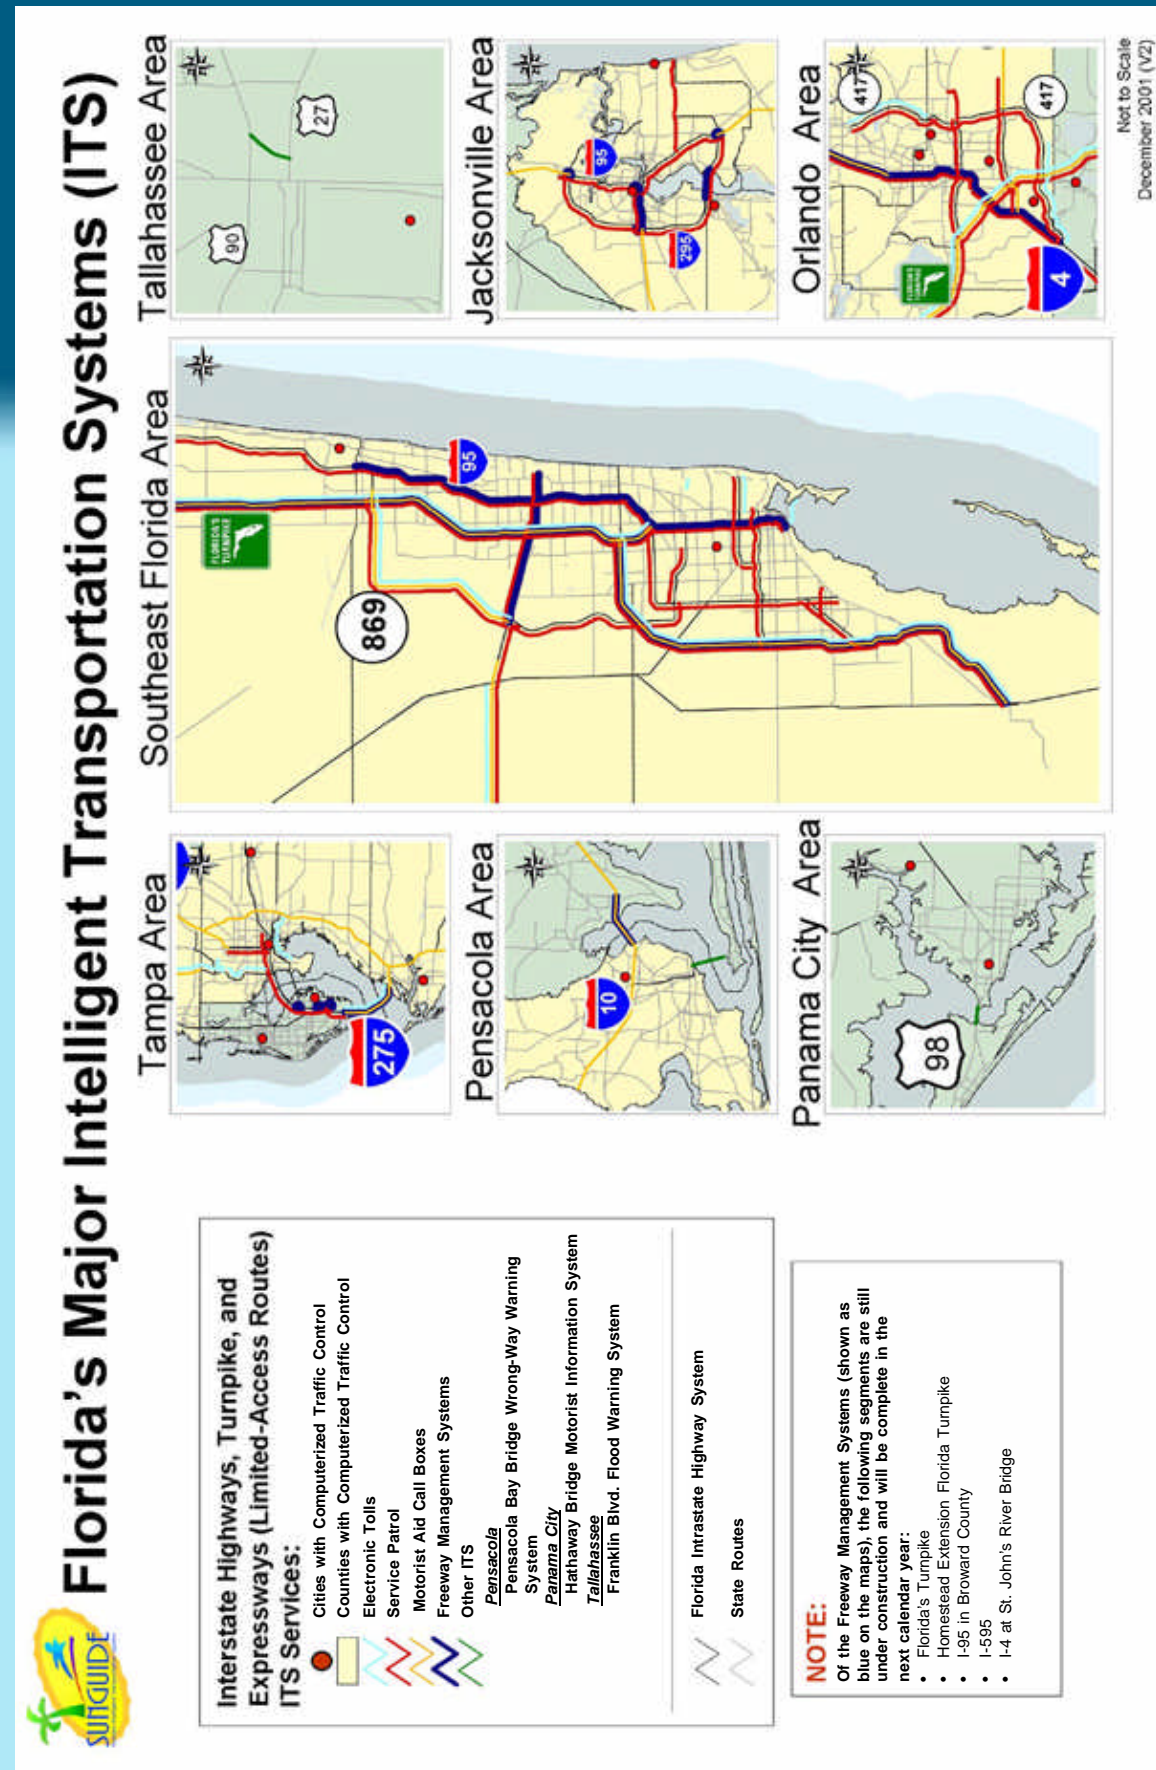 SUNGUIDE
Florida's Major Intelligent Transportation Systems (ITS)
Interstate Highways, Turnpike, and
Expressways (Limited-Access Routes)
ITS Services:
Cities with Computerized Traffic Control
Counties with Computerized Traffic Control
Electronic Tolls
Service Patrol
Motorist Aid Call Boxes
Freeway Management Systems
Other ITS
Pensacola
Pensacola Bay Bridge Wrong-Way Warning
System
Panama City
Hathaway Bridge Motorist Information System
Tallahassee
Franklin Blvd. Flood Warning System
Florida Intrastate Highway System
State Routes
NOTE:
Of the Freeway Management Systems (shown as
blue on the maps), the following segments are still
under construction and will be complete in the
next calendar year:
• Florida's Turnpike
• Homestead Extension Florida Turnpike
• I-95 in Broward County
• I-595
• I-4 at St. John's River Bridge
Tampa Area
275
Pensacola Area
10
Panama City Area
98
Southeast Florida Area
FLORIDA'S
TURNPIKE
95
869
Tallahassee Area
90
27
Jacksonville Area
95
295
Orlando Area
417
417
FLORIDA'S
TURNPIKE
4
Not to Scale
December 2001 (V2)